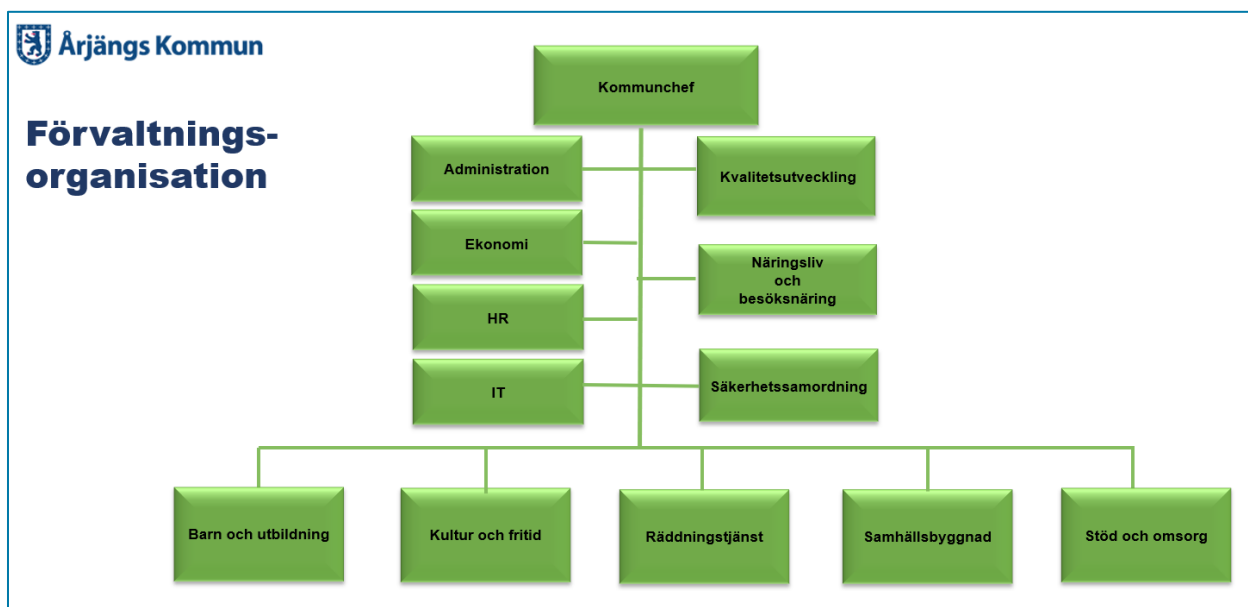 Årjängs Kommun
Förvaltnings-
organisation
Kommunchef
Administration
Kvalitetsutveckling
Ekonomi
Näringsliv
och
besöksnäring
HR
IT
Säkerhetssamordning
Barn och utbildning
Kultur och fritid
Räddningstjänst
Samhällsbyggnad
Stöd och omsorg